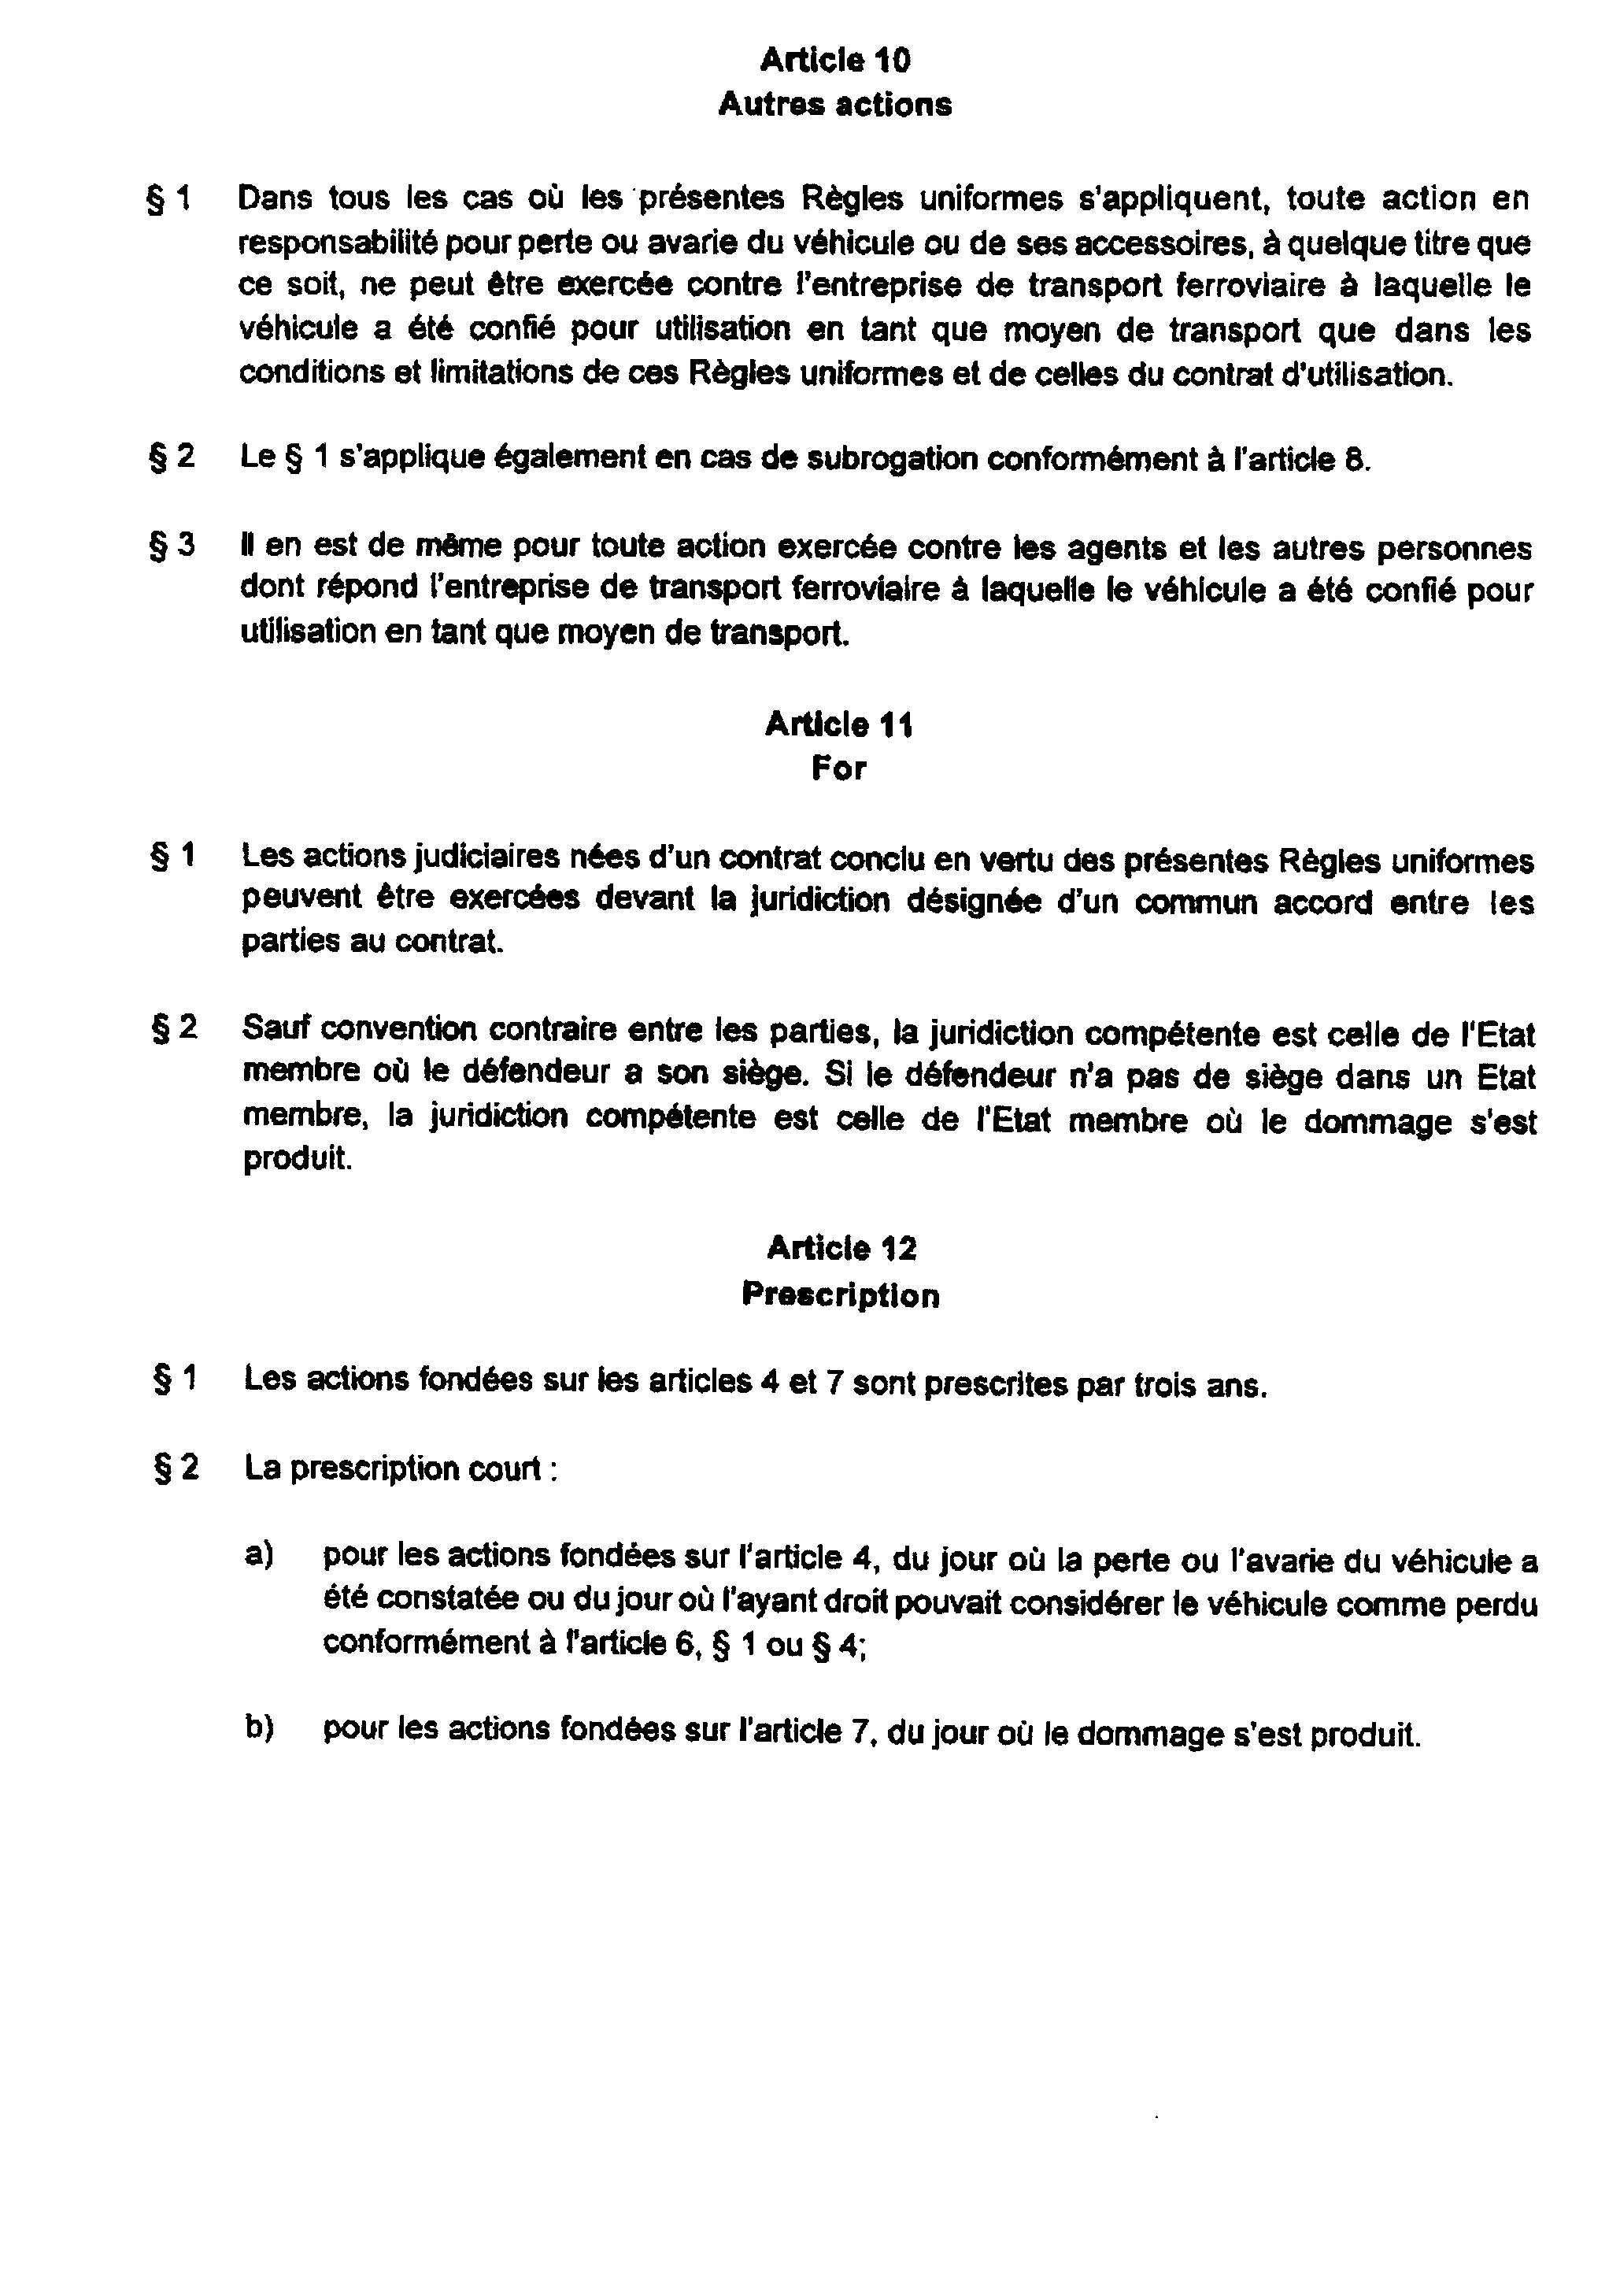 Article 10
Autres actions
§ 1 Dans tous les cas où les présentes Règles uniformes s'appliquent, toute action en
responsabilité pour perte ou avarie du véhicule ou de ses accessoires, à quelque titre que
ce soit, ne peut être exercée contre l'entreprise de transport ferroviaire à laquelle le
véhicule a été confié pour utilisation en tant que moyen de transport que dans les
conditions et limitations de ces Règles uniformes et de celles du contrat d'utilisation.
§ 2 Le § 1 s'applique également en cas de subrogation conformément à l'article 8.
§ 3 Il en est de même pour toute action exercée contre les agents et les autres personnes
dont répond l'entreprise de transport ferroviaire à laquelle le véhicule a été confié pour
utilisation en tant que moyen de transport.
Article 11
For
§ 1 Les actions judiciaires nées d'un contrat conclu en vertu des présentes Règles uniformes
peuvent être exercées devant la juridiction désignée d'un commun accord entre les
parties au contrat.
§ 2 Sauf convention contraire entre les parties, la juridiction compétente est celle de l'Etat
membre où le défendeur a son siège. Si le défendeur n'a pas de siège dans un Etat
membre, la juridiction compétente est celle de l'Etat membre où le dommage s'est
produit.
Article 12
Prescription
§ 1 Les actions fondées sur les articles 4 et 7 sont prescrites par trois ans.
§ 2 La prescription court :
a) pour les actions fondées sur l'article 4, du jour où la perte ou l'avarie du véhicule a
été constatée ou du jour où l'ayant droit pouvait considérer le véhicule comme perdu
conformément à l'article 6, § 1 ou § 4;
b) pour les actions fondées sur l'article 7, du jour où le dommage s'est produit.